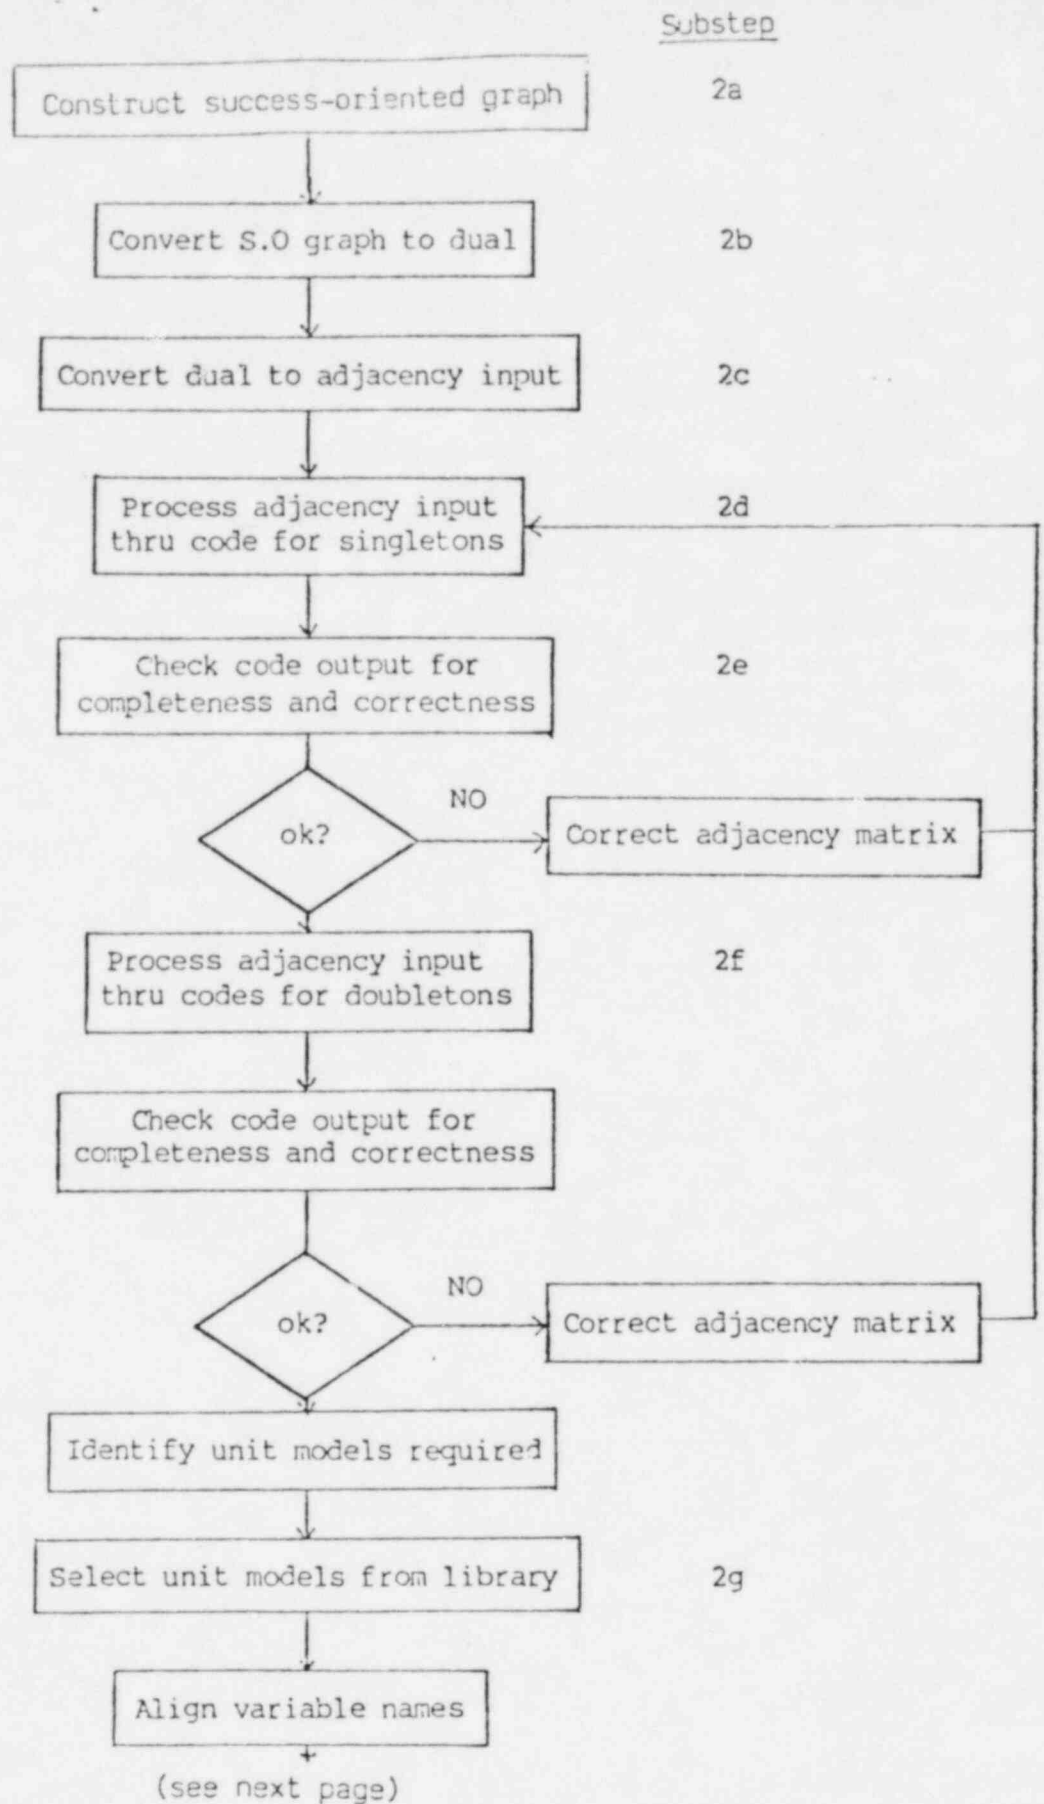 Substep
Construct success-oriented graph 2a
Convert S.O graph to dual 2b
Convert dual to adjacency input 2c
Process adjacency input 2d
thru code for singletons
Check code output for 2e
completeness and correctness
NO
ok? Correct adjacency matrix
Process adjacency input 2f
thru codes for doubletons
Check code output for
completeness and correctness
NO
ok? Correct adjacency matrix
Identify unit models required
Select unit models from library 2g
Align variable names
(see next page)